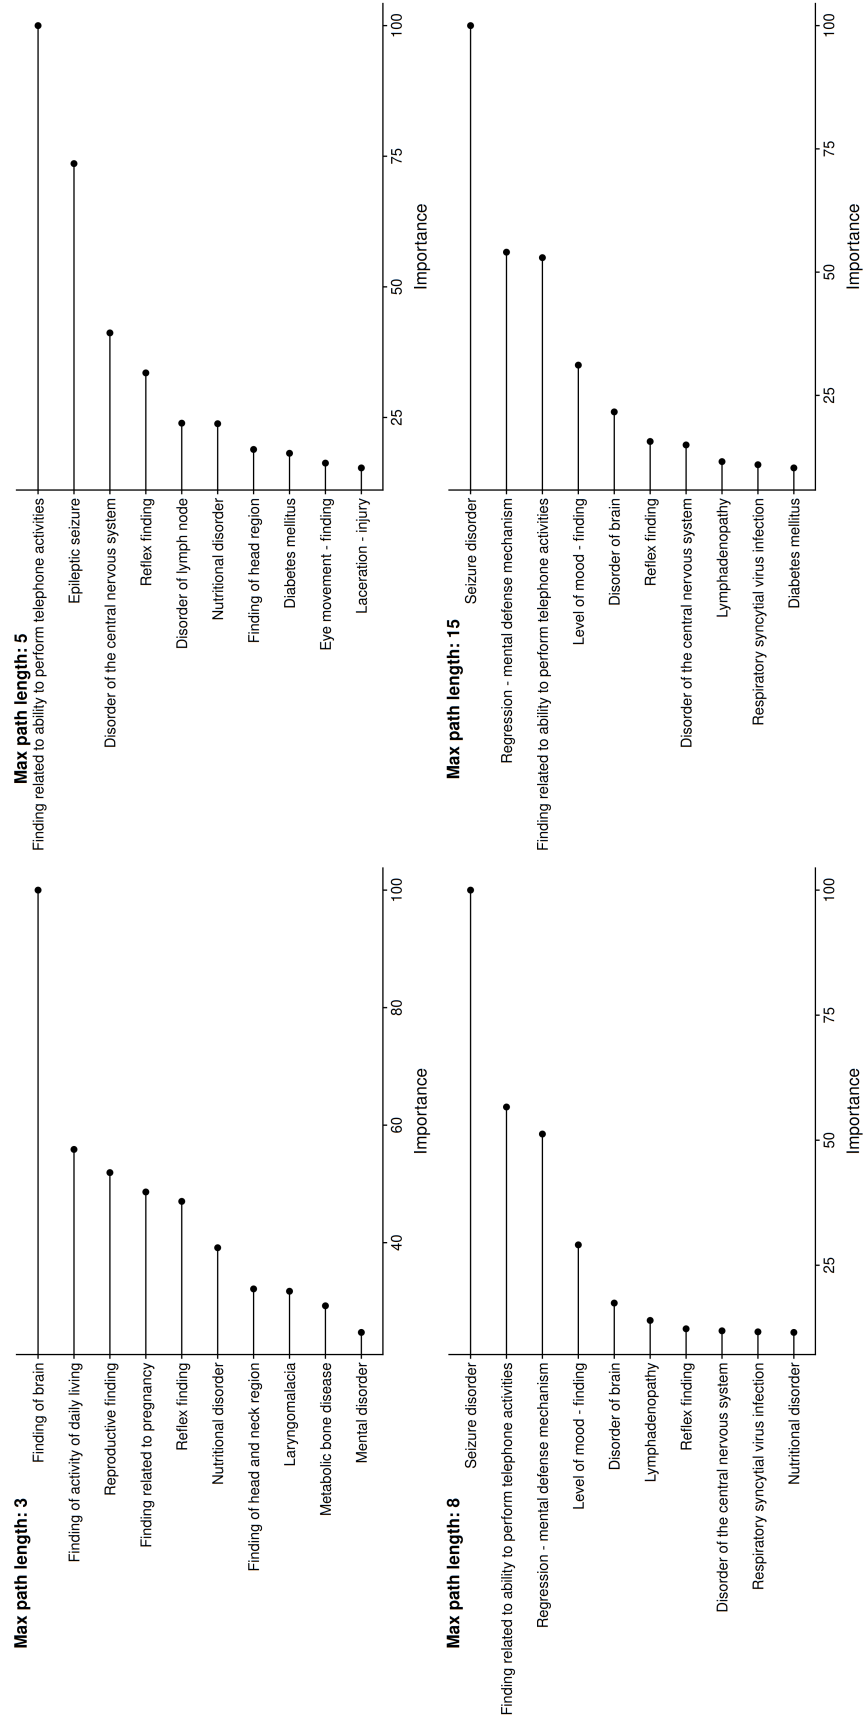 Max path length: 3
Finding of brain
Finding of activity of daily living
Reproductive finding
Finding related to pregnancy
Reflex finding
Nutritional disorder
Finding of head and neck region
Laryngomalacia
Metabolic bone disease
Mental disorder
40 60 80 100
Importance
Max path length: 5
Finding related to ability to perform telephone activities
Epileptic seizure
Disorder of the central nervous system
Reflex finding
Disorder of lymph node
Nutritional disorder
Finding of head region
Diabetes mellitus
Eye movement - finding
Laceration - injury
25 50 75 100
Importance
Max path length: 8
Seizure disorder
Finding related to ability to perform telephone activities
Regression - mental defense mechanism
Level of mood - finding
Disorder of brain
Lymphadenopathy
Reflex finding
Disorder of the central nervous system
Respiratory syncytial virus infection
Nutritional disorder
25 50 75 100
Importance
Max path length: 15
Seizure disorder
Regression - mental defense mechanism
Finding related to ability to perform telephone activities
Level of mood - finding
Disorder of brain
Reflex finding
Disorder of the central nervous system
Lymphadenopathy
Respiratory syncytial virus infection
Diabetes mellitus
25 50 75 100
Importance